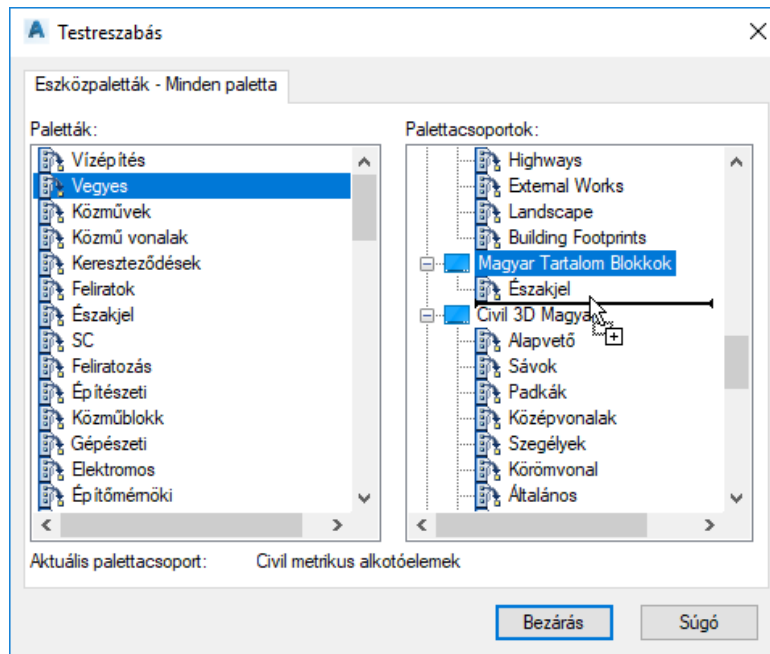 Testreszabás
Eszközpaletták - Minden paletta
Paletták:
Vízépítés
Vegyes
Közművek
Közmű vonalak
Kereszteződések
Feliratok
Északjel
SC
Feliratozás
Építészeti
Közműblokk
Gépészeti
Elektromos
Építőmérnöki
Palettacsoportok:
Highways
External Works
Landscape
Building Footprints
Magyar Tartalom Blokkok
Északjel
Civil 3D Magya
Alapvető
Sávok
Padkák
Középvonalak
Szegélyek
Körömvonal
Általános
Aktuális palettacsoport: Civil metrikus alkotóelemek
Bezárás
Súgó